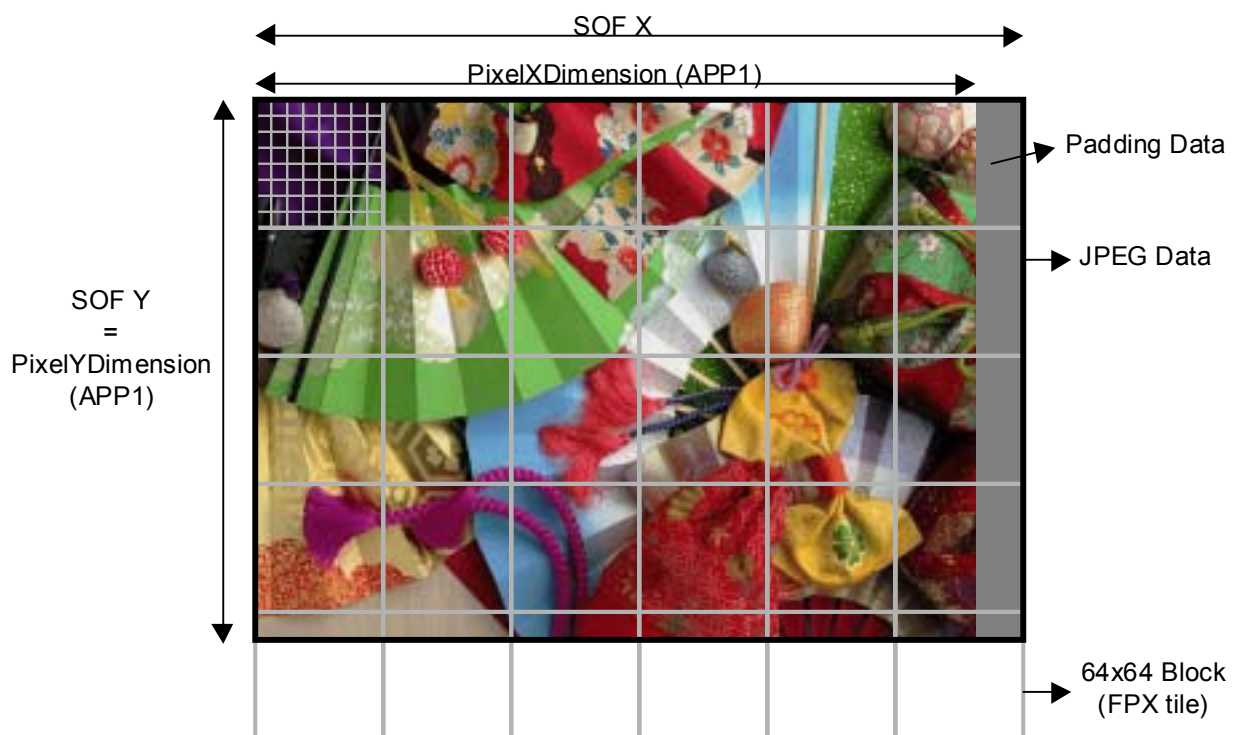 SOF X
PixelXDimension (APP1)
Padding Data
JPEG Data
SOF Y
=
PixelYDimension
(APP1)
64x64 Block
(FPX tile)